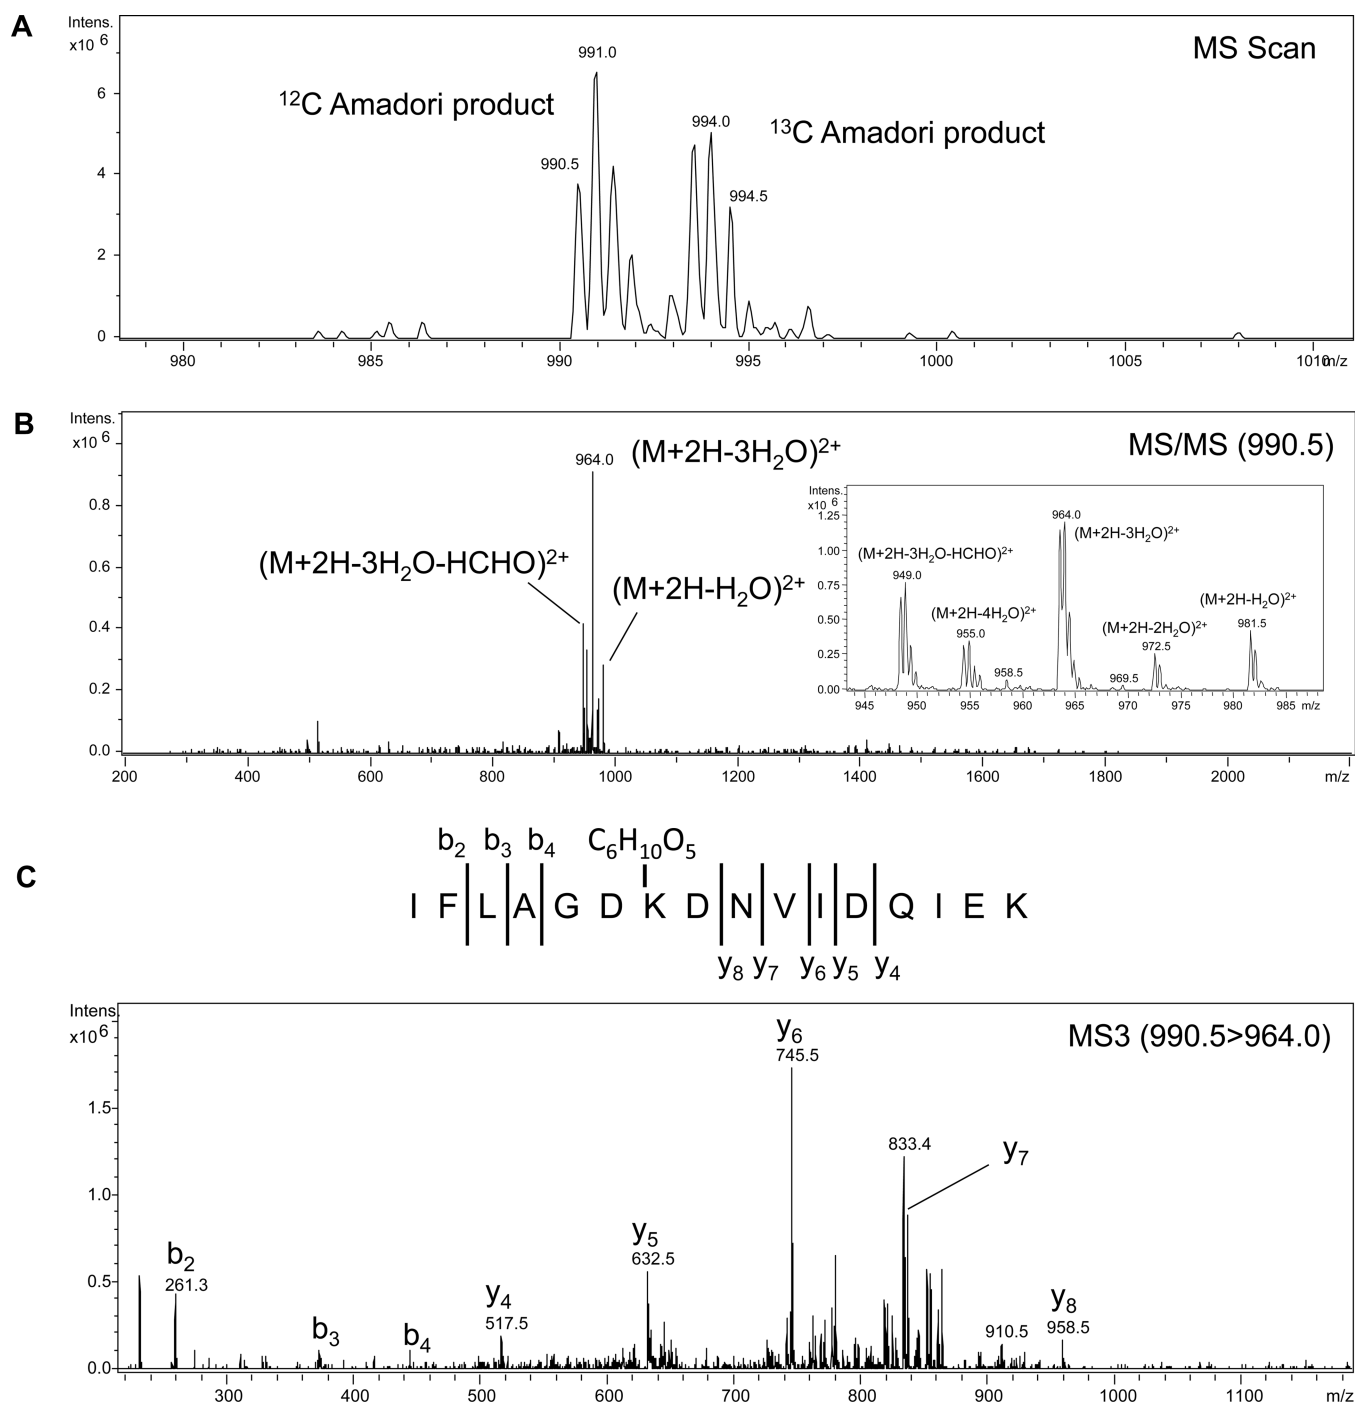 A
Intens.
x10 6
MS Scan
991.0
12C Amadori product
994.0
13C Amadori product
990.5
994.5
6
4
2
0
980 985 990 995 1000 1005 1010 m/z
B
Intens.
x10 6
MS/MS (990.5)
964.0
(M+2H-3H2O)2+
(M+2H-3H2O-HCHO)2+
(M+2H-H2O)2+
0.8
0.6
0.4
0.2
0.0
200 400 600 800 1000 1200 1400 1600 1800 2000 m/z
Intens.
x10 6
1.25
1.00
0.75
0.50
0.25
0.00
964.0
(M+2H-3H2O)2+
(M+2H-3H2O-HCHO)2+
949.0
(M+2H-4H2O)2+
955.0
958.5
969.5
(M+2H-2H2O)2+
972.5
(M+2H-H2O)2+
981.5
945 950 955 960 965 970 975 980 985 m/z
C
b2 b3 b4 C6H10O5
I F L A G D K D N V I D Q I E K
y8 y7 y6 y5 y4
Intens.
x10 6
MS3 (990.5>964.0)
y6
745.5
833.4
y7
y5
632.5
b2
261.3
y4
517.5
b3
b4
910.5
y8
958.5
1.5
1.0
0.5
0.0
300 400 500 600 700 800 900 1000 1100 m/z